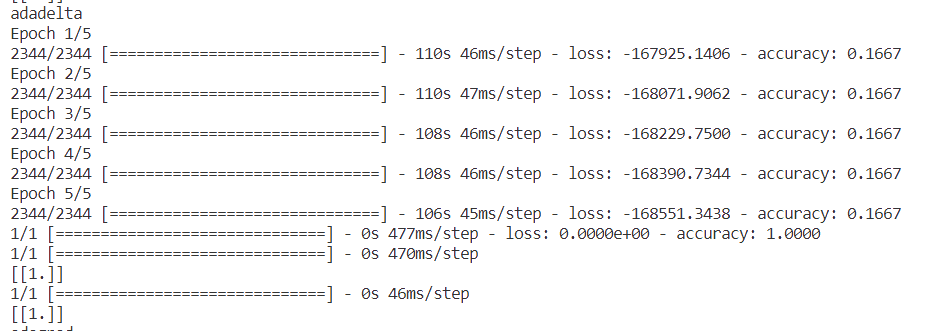 adadelta
Epoch 1/5
2344/2344 [==============================] - 110s 46ms/step - loss: -167925.1406 - accuracy: 0.1667
Epoch 2/5
2344/2344 [==============================] - 110s 47ms/step - loss: -168071.9062 - accuracy: 0.1667
Epoch 3/5
2344/2344 [==============================] - 108s 46ms/step - loss: -168229.7500 - accuracy: 0.1667
Epoch 4/5
2344/2344 [==============================] - 108s 46ms/step - loss: -168390.7344 - accuracy: 0.1667
Epoch 5/5
2344/2344 [==============================] - 106s 45ms/step - loss: -168551.3438 - accuracy: 0.1667
1/1 [==============================] - 0s 477ms/step - loss: 0.0000e+00 - accuracy: 1.0000
1/1 [==============================] - 0s 470ms/step
[[1.]]
1/1 [==============================] - 0s 46ms/step
[[1.]]